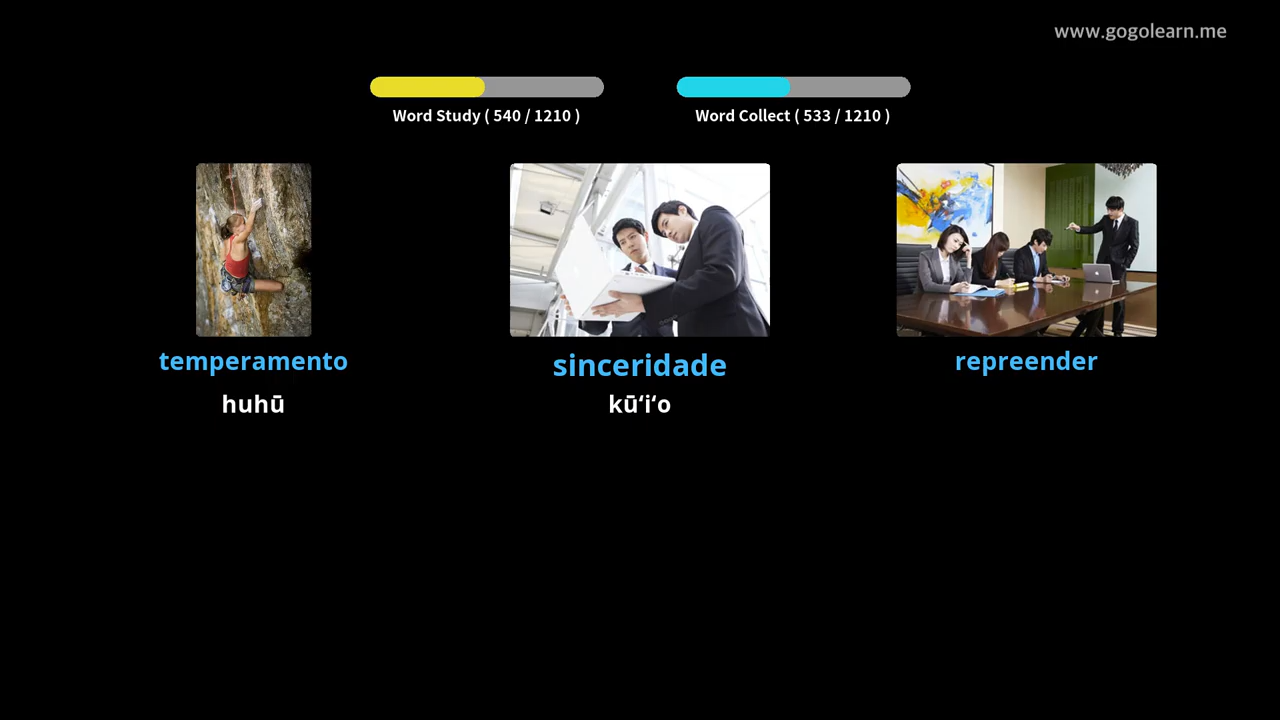 www.gogolearn.me
Word Study ( 540 / 1210 )
Word Collect ( 533 / 1210 )
temperamento
sinceridade
repreender
huhū
kūʻiʻo